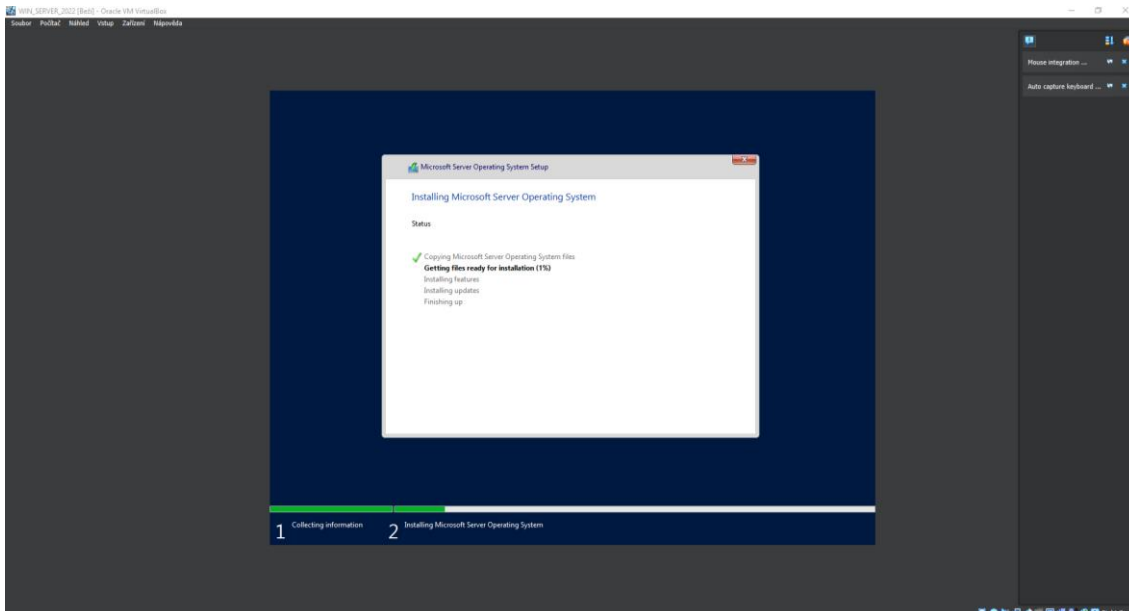 WIN_SERVER_2022 [Běží] - Oracle VM VirtualBox
Soubor Počítač Náhled Vstup Zařízení Nápověda
Mouse integration ...
Auto capture keyboard ...
Microsoft Server Operating System Setup
Installing Microsoft Server Operating System
Status
Copying Microsoft Server Operating System files
Getting files ready for installation (1%)
Installing features
Installing updates
Finishing up
1 Collecting information 2 Installing Microsoft Server Operating System